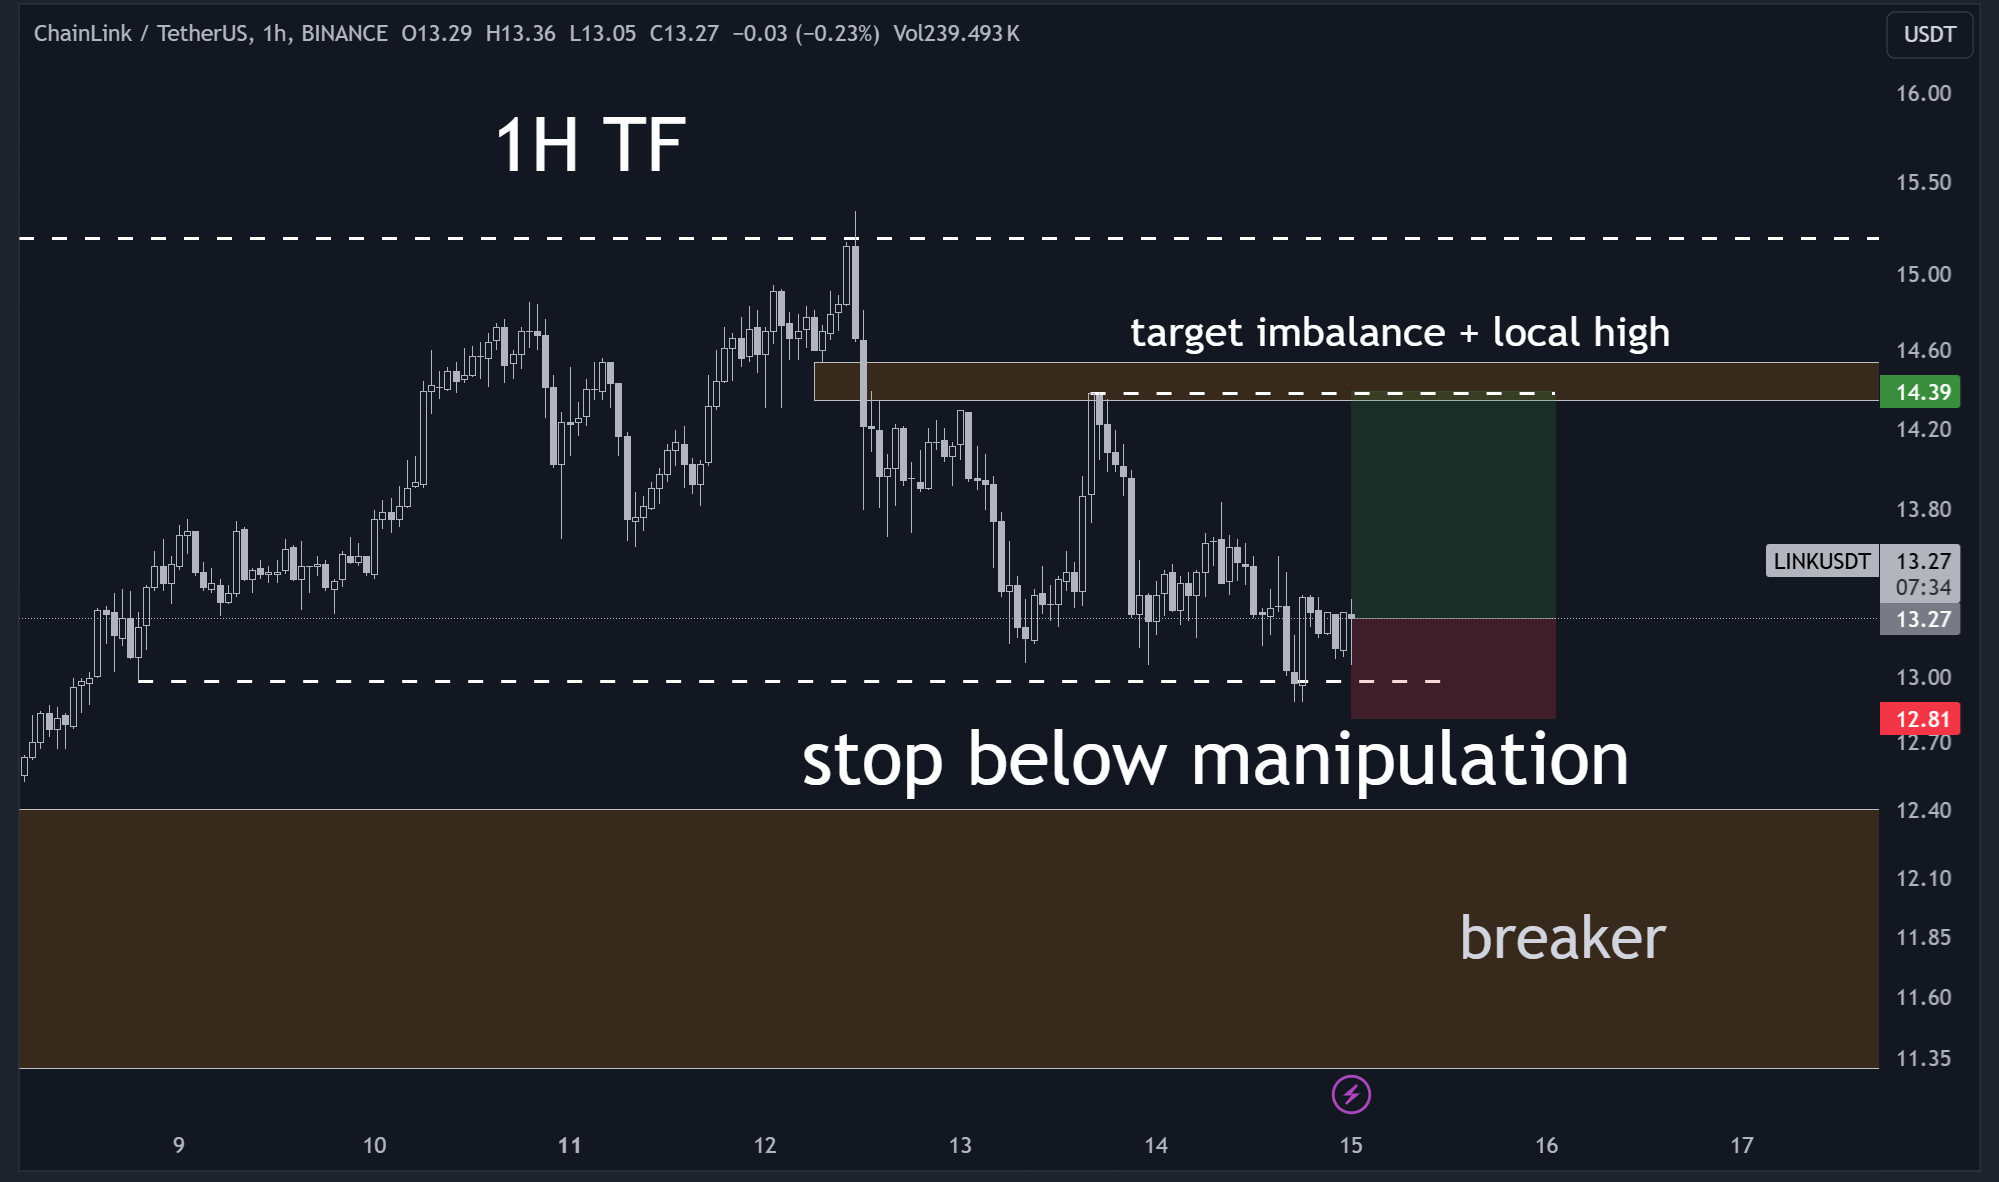 ChainLink / TetherUS, 1h, BINANCE O13.29 H13.36 L13.05 C13.27 −0.03 (−0.23%) Vol239.493 K
USDT
16.00
1H TF
15.50
15.00
target imbalance + local high
14.60
14.39
14.20
13.80
LINKUSDT 13.27
07:34
13.27
13.00
12.81
12.70
stop below manipulation
12.40
12.10
breaker
11.85
11.60
11.35
9 10 11 12 13 14 15 16 17